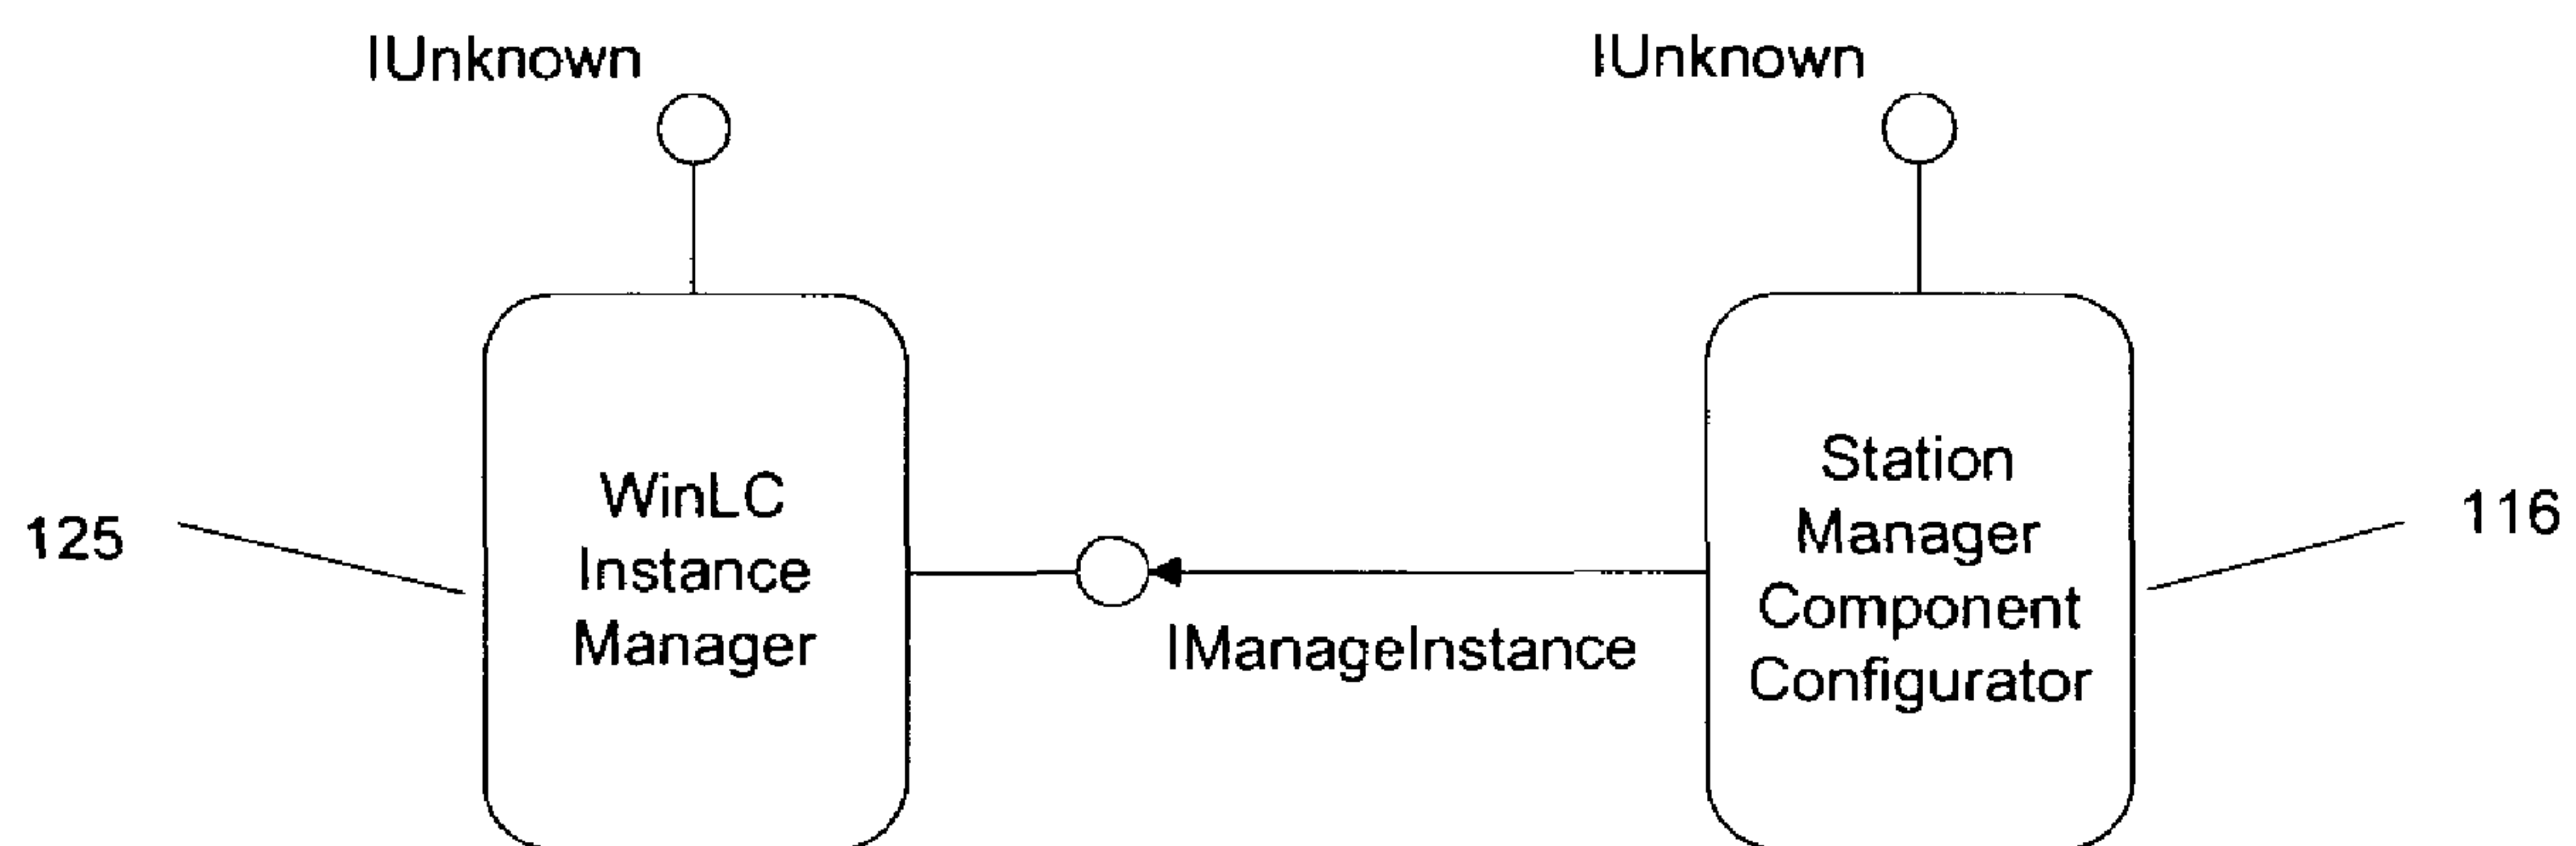 IUnknown
IUnknown
WinLC
Instance
Manager
125
IManageInstance
Station
Manager
Component
Configurator
116